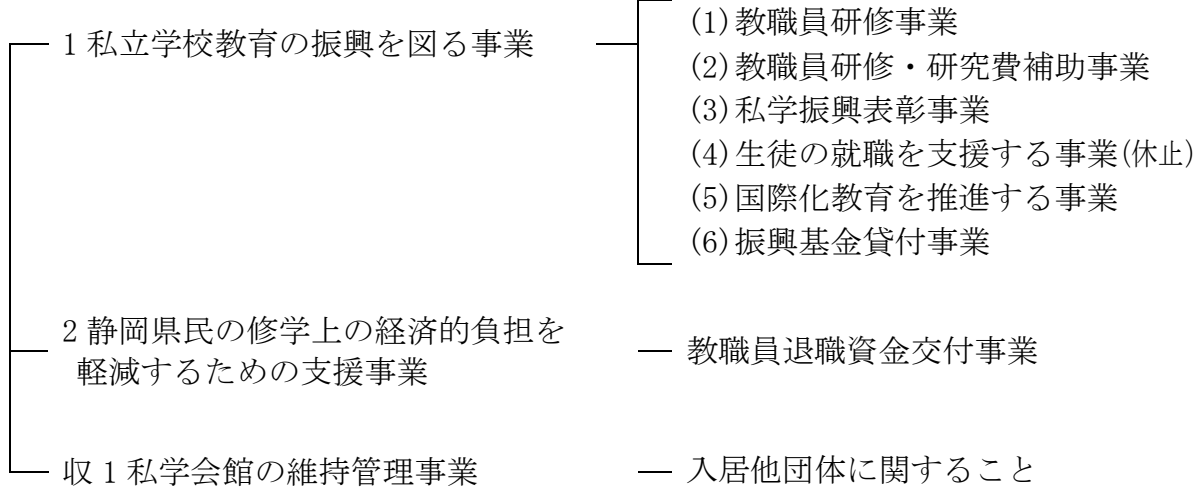 1 私立学校教育の振興を図る事業
(1)教職員研修事業
(2)教職員研修・研究費補助事業
(3)私学振興表彰事業
(4)生徒の就職を支援する事業(休止)
(5)国際化教育を推進する事業
(6)振興基金貸付事業
2 静岡県民の修学上の経済的負担を
軽減するための支援事業
教職員退職資金交付事業
収 1 私学会館の維持管理事業
入居他団体に関すること